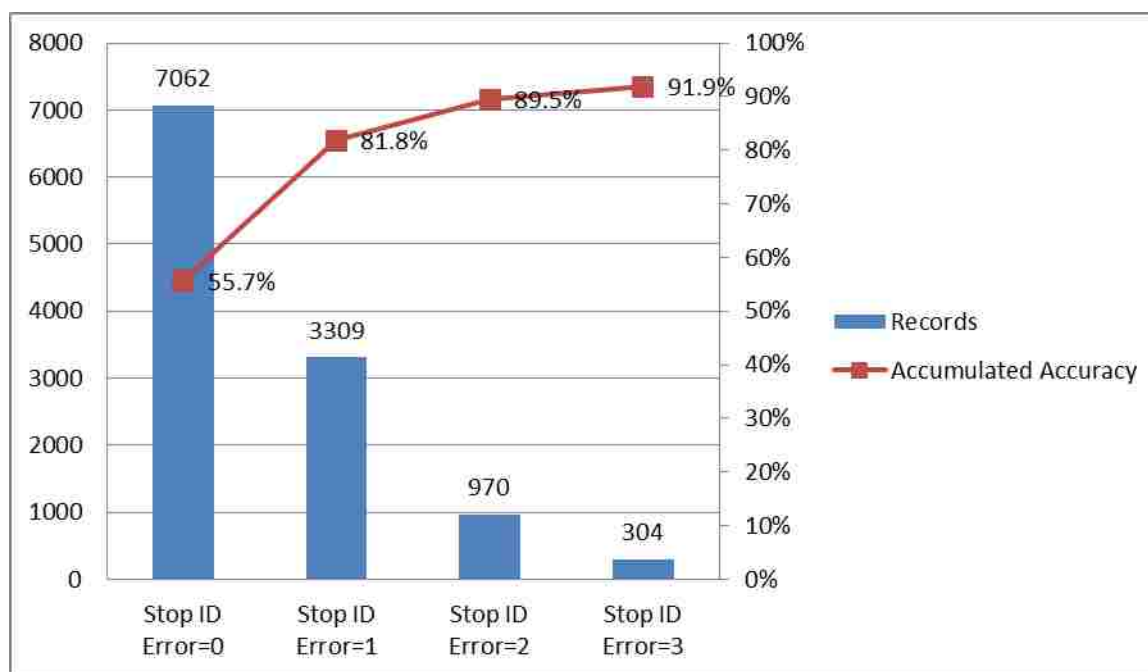 8000
7000
6000
5000
4000
3000
2000
1000
0
7062
3309
970
304
55.7%
81.8%
89.5%
91.9%
100%
90%
80%
70%
60%
50%
40%
30%
20%
10%
0%
Stop ID
Error=0
Stop ID
Error=1
Stop ID
Error=2
Stop ID
Error=3
Records
Accumulated Accuracy